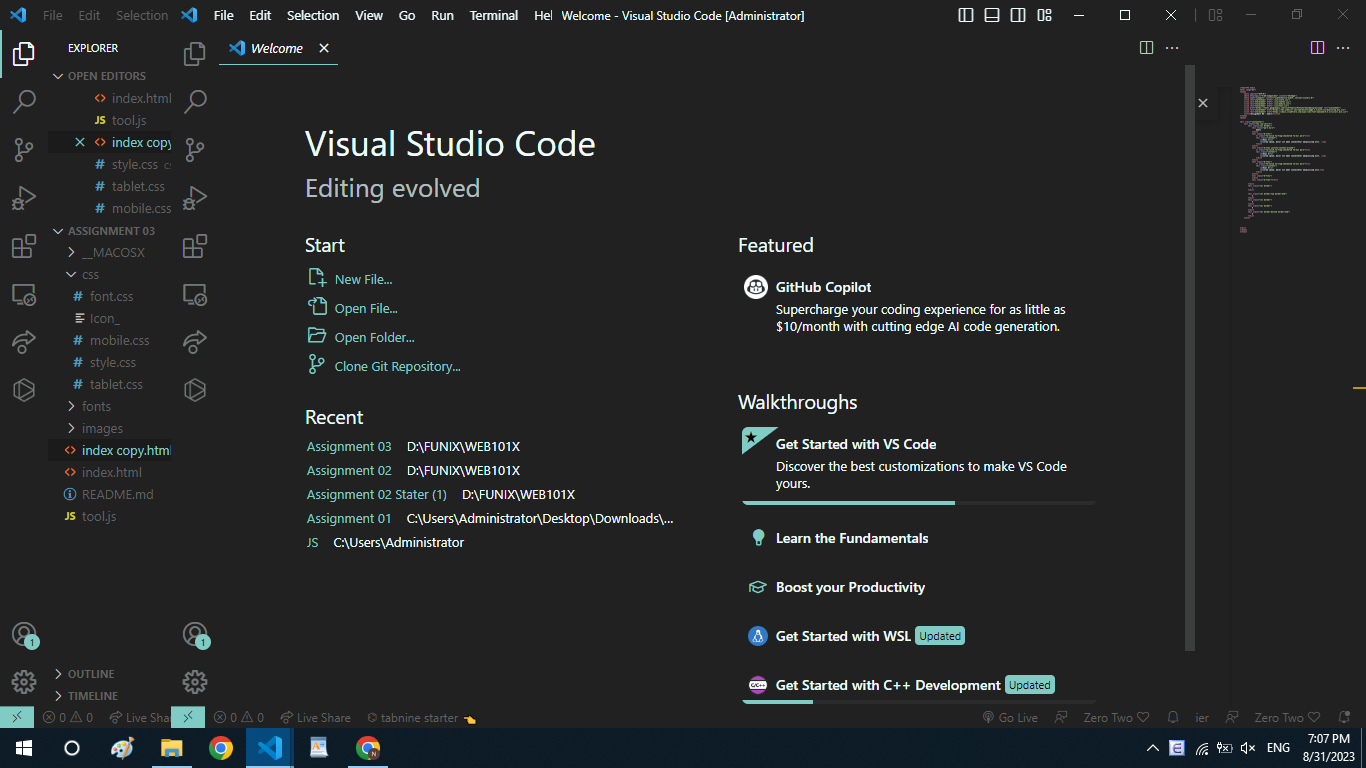 File Edit Selection
File Edit Selection View Go Run Terminal Hel
Welcome - Visual Studio Code [Administrator]
EXPLORER
OPEN EDITORS
index.html
JS tool.js
index copy
# style.css
# tablet.css
# mobile.css
ASSIGNMENT 03
__MACOSX
css
# font.css
Icon_
# mobile.css
# style.css
# tablet.css
fonts
images
index copy.html
index.html
README.md
JS tool.js
1
OUTLINE
TIMELINE
1
Welcome
Visual Studio Code
Editing evolved
Start
New File...
Open File...
Open Folder...
Clone Git Repository...
Recent
Assignment 03 D:\FUNIX\WEB101X
Assignment 02 D:\FUNIX\WEB101X
Assignment 02 Stater (1) D:\FUNIX\WEB101X
Assignment 01 C:\Users\Administrator\Desktop\Downloads\...
JS C:\Users\Administrator
Featured
GitHub Copilot
Supercharge your coding experience for as little as
$10/month with cutting edge AI code generation.
Walkthroughs
Get Started with VS Code
Discover the best customizations to make VS Code
yours.
Learn the Fundamentals
Boost your Productivity
Get Started with WSL Updated
C/C++ Get Started with C++ Development Updated
0 0 Live Shar
0 0 Live Share tabnine starter
Go Live Zero Two
ier Zero Two
N
E
ENG
7:07 PM
8/31/2023